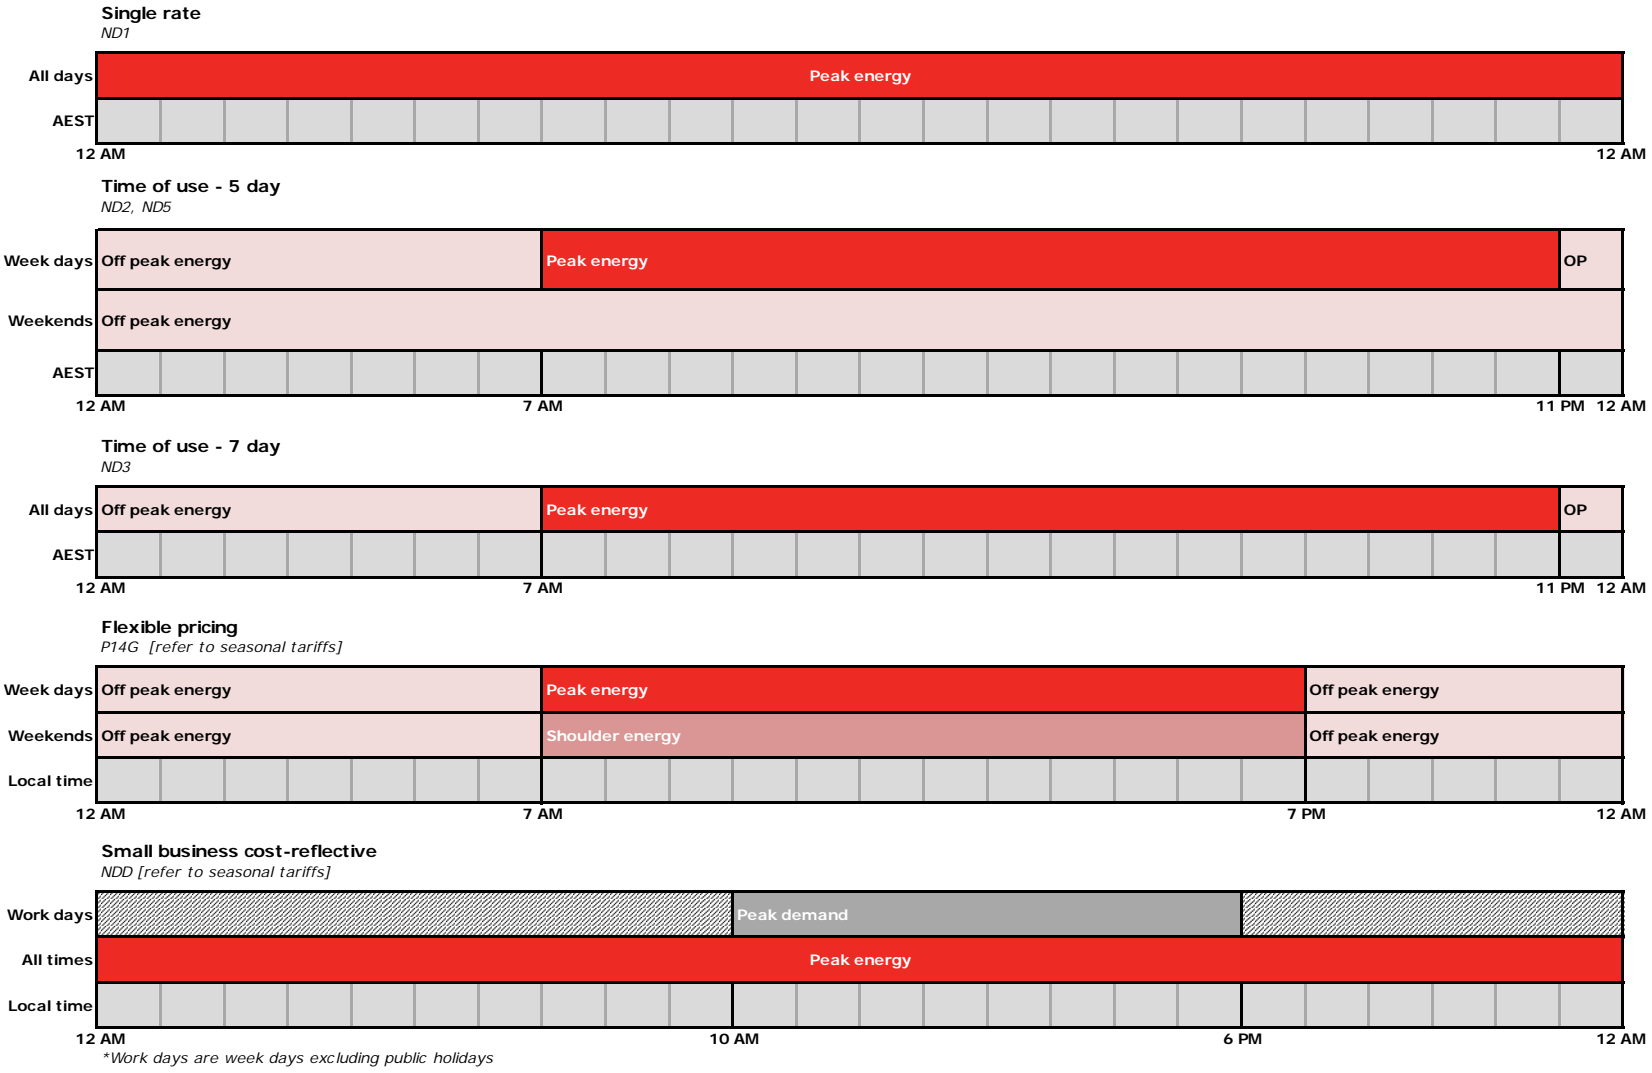 Single rate
ND1
All days Peak energy
AEST
12 AM 12 AM
Time of use - 5 day
ND2, ND5
Week days Off peak energy Peak energy OP
Weekends Off peak energy
AEST
12 AM 7 AM 11 PM 12 AM
Time of use - 7 day
ND3
All days Off peak energy Peak energy OP
AEST
12 AM 7 AM 11 PM 12 AM
Flexible pricing
P14G [refer to seasonal tariffs]
Week days Off peak energy Peak energy Off peak energy
Weekends Off peak energy Shoulder energy Off peak energy
Local time
12 AM 7 AM 7 PM 12 AM
Small business cost-reflective
NDD [refer to seasonal tariffs]
Work days Peak demand
All times Peak energy
Local time
12 AM 10 AM 6 PM 12 AM
*Work days are week days excluding public holidays